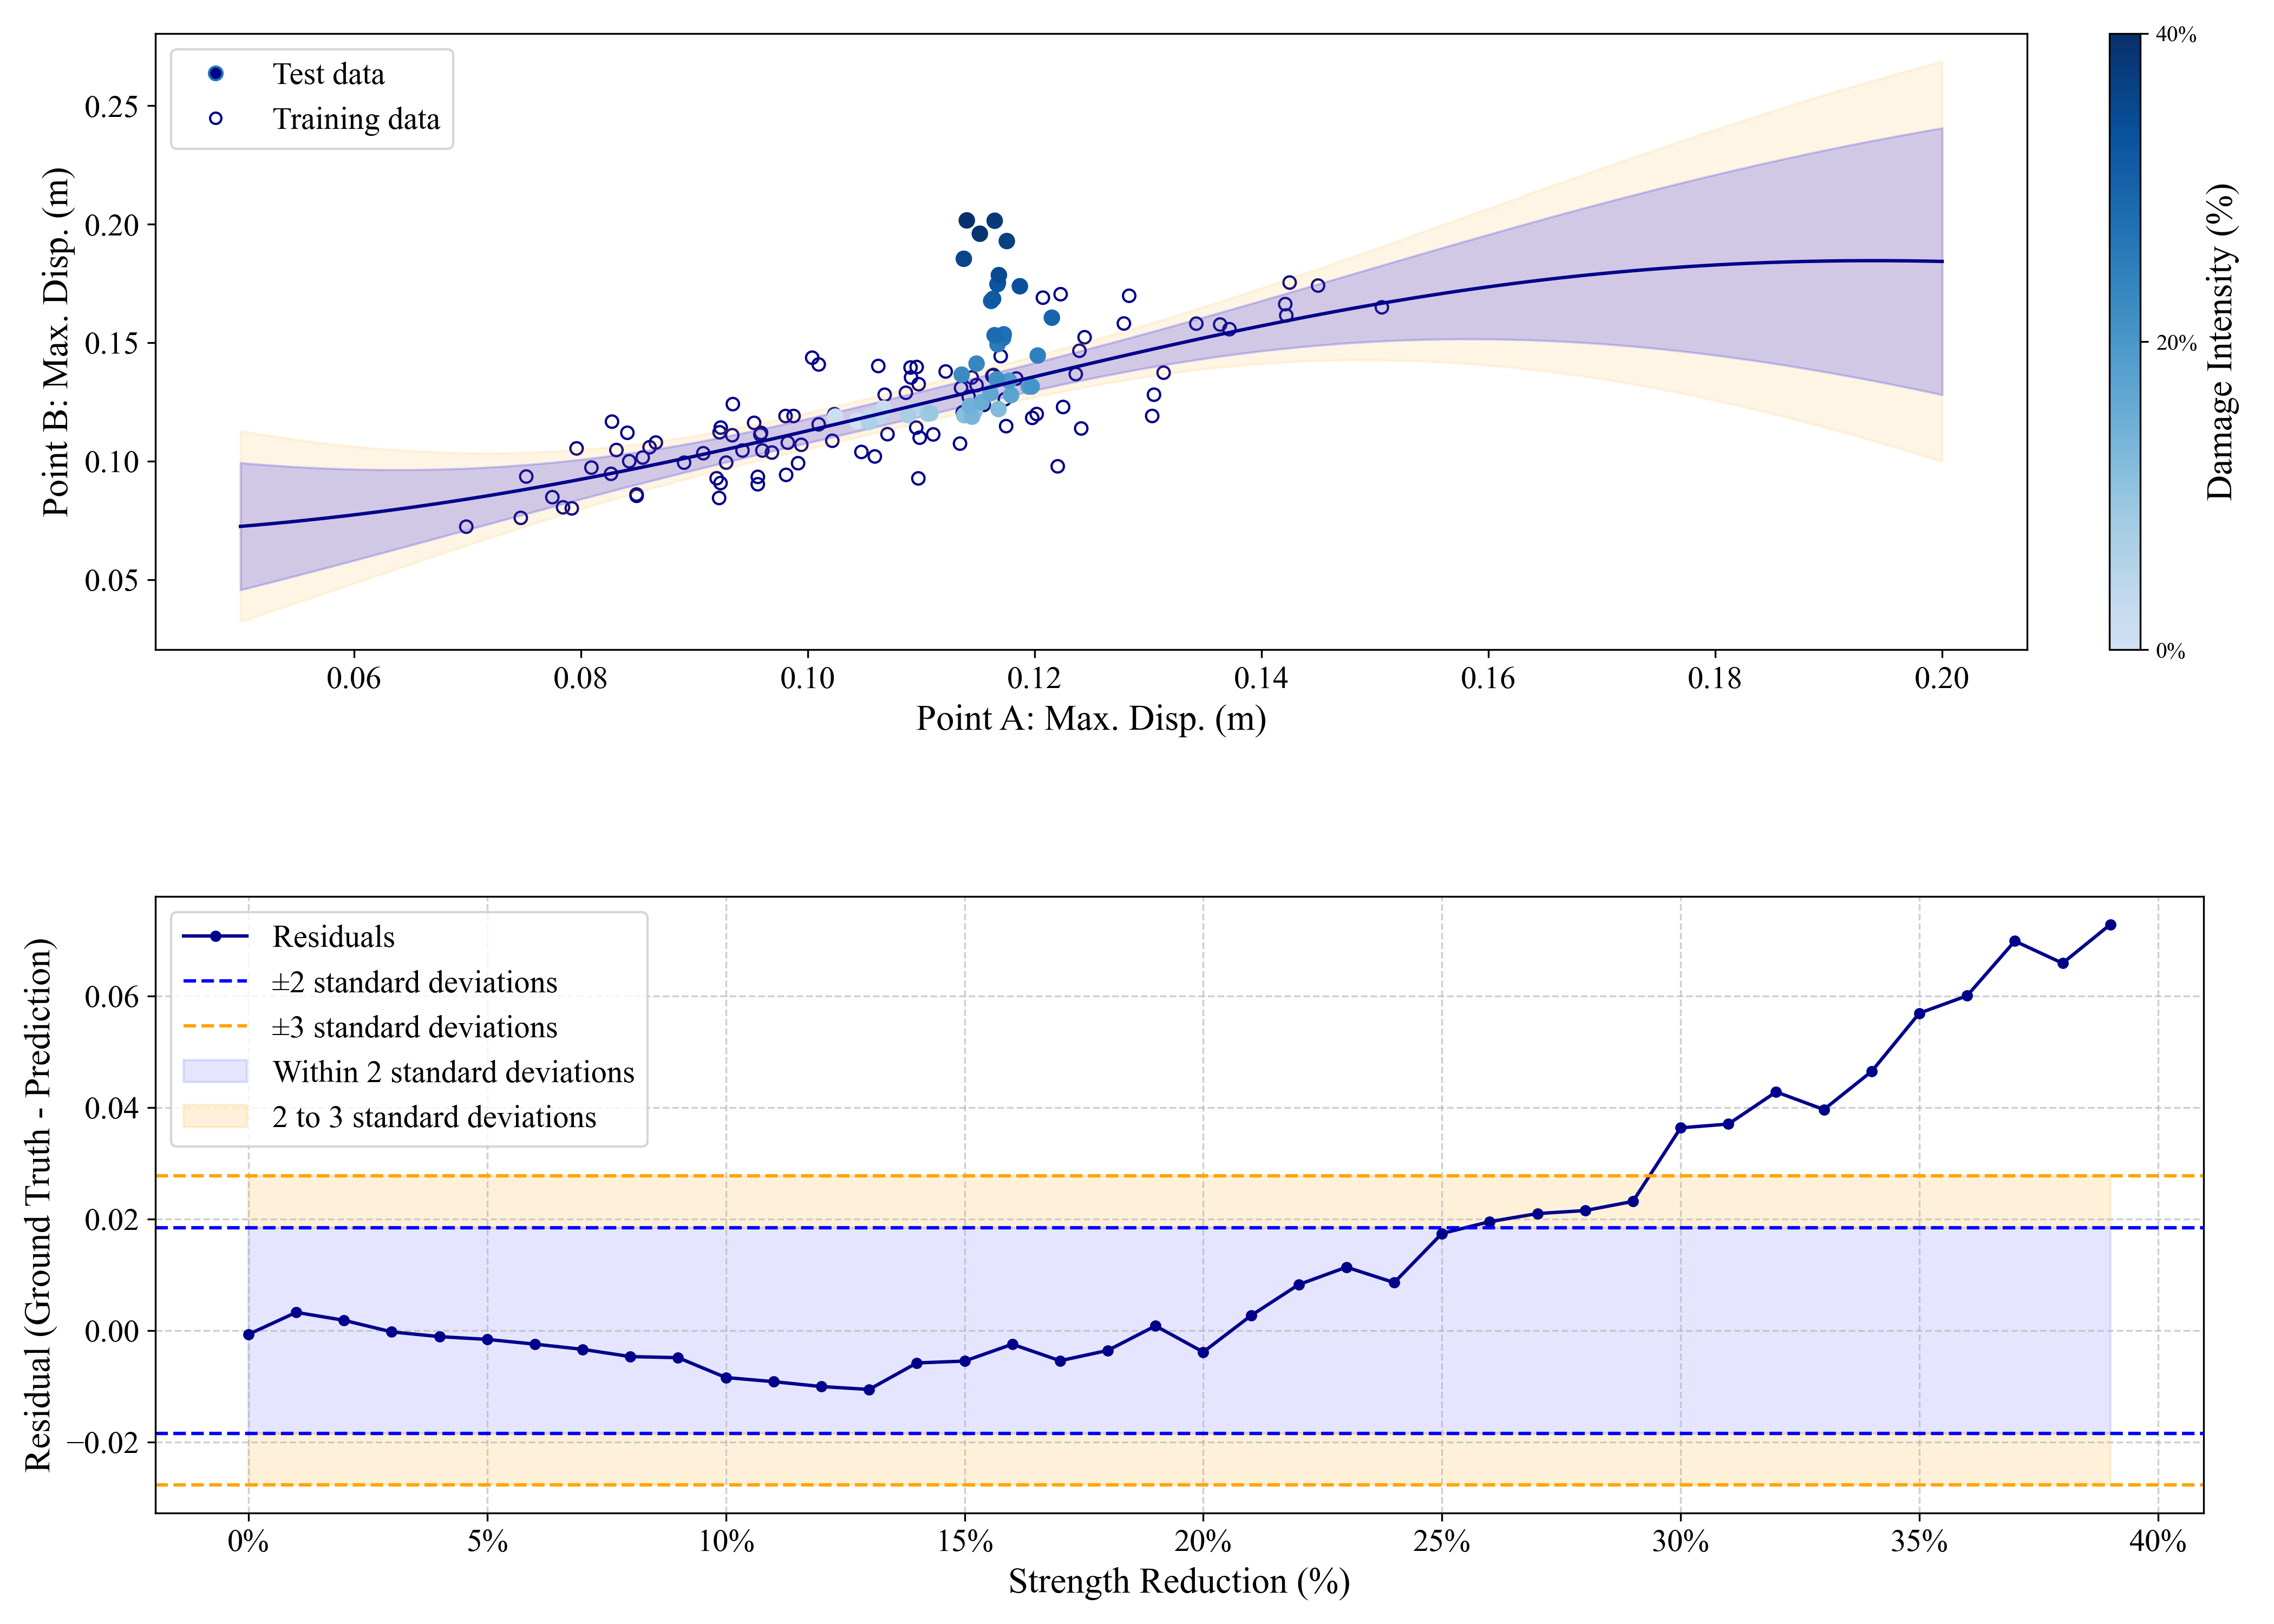 Test data
Training data
Point B: Max. Disp. (m)
0.25
0.20
0.15
0.10
0.05
0.06 0.08 0.10 0.12 0.14 0.16 0.18 0.20
Point A: Max. Disp. (m)
40%
20%
0%
Damage Intensity (%)
Residuals
±2 standard deviations
±3 standard deviations
Within 2 standard deviations
2 to 3 standard deviations
Residual (Ground Truth - Prediction)
0.06
0.04
0.02
0.00
−0.02
0% 5% 10% 15% 20% 25% 30% 35% 40%
Strength Reduction (%)